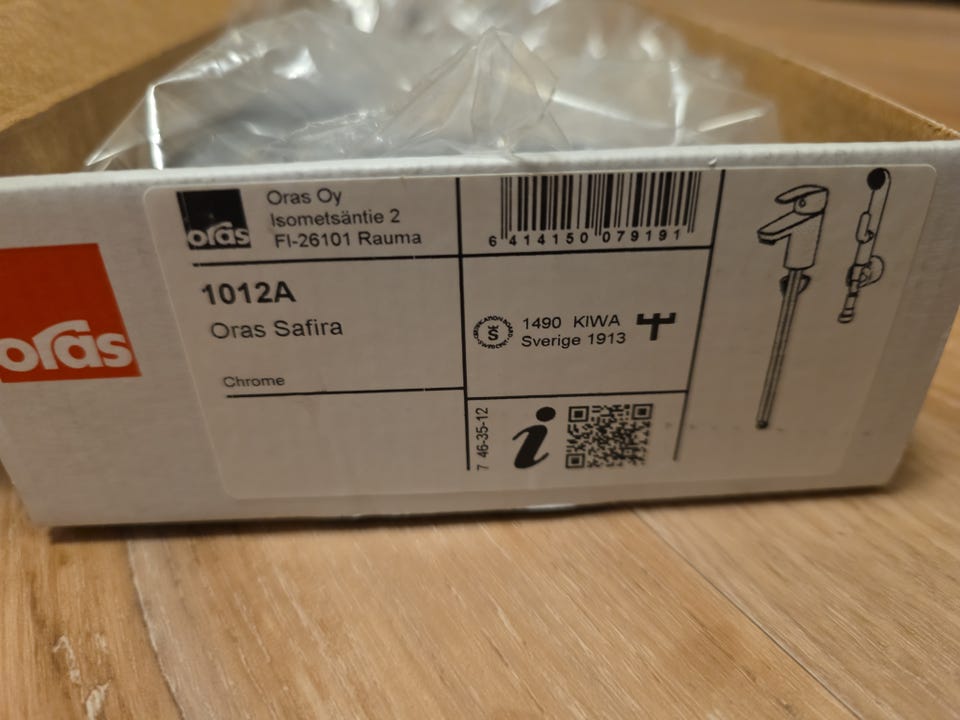 oras
oras
Oras Oy
Isometsäntie 2
FI-26101 Rauma
6 414150 079191
1012A
Oras Safira
Chrome
1490 KIWA
Sverige 1913
7 46-35-12
i